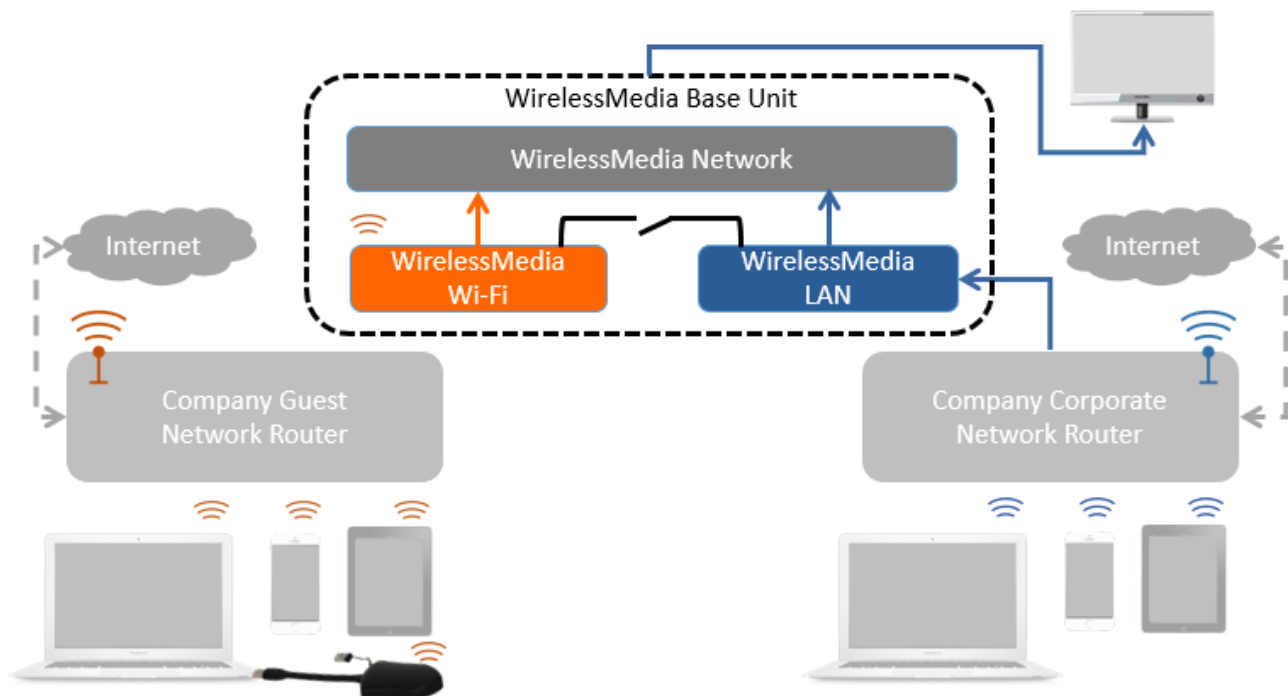 WirelessMedia Base Unit
WirelessMedia Network
Internet
WirelessMedia
Wi-Fi
WirelessMedia
LAN
Internet
Company Guest
Network Router
Company Corporate
Network Router